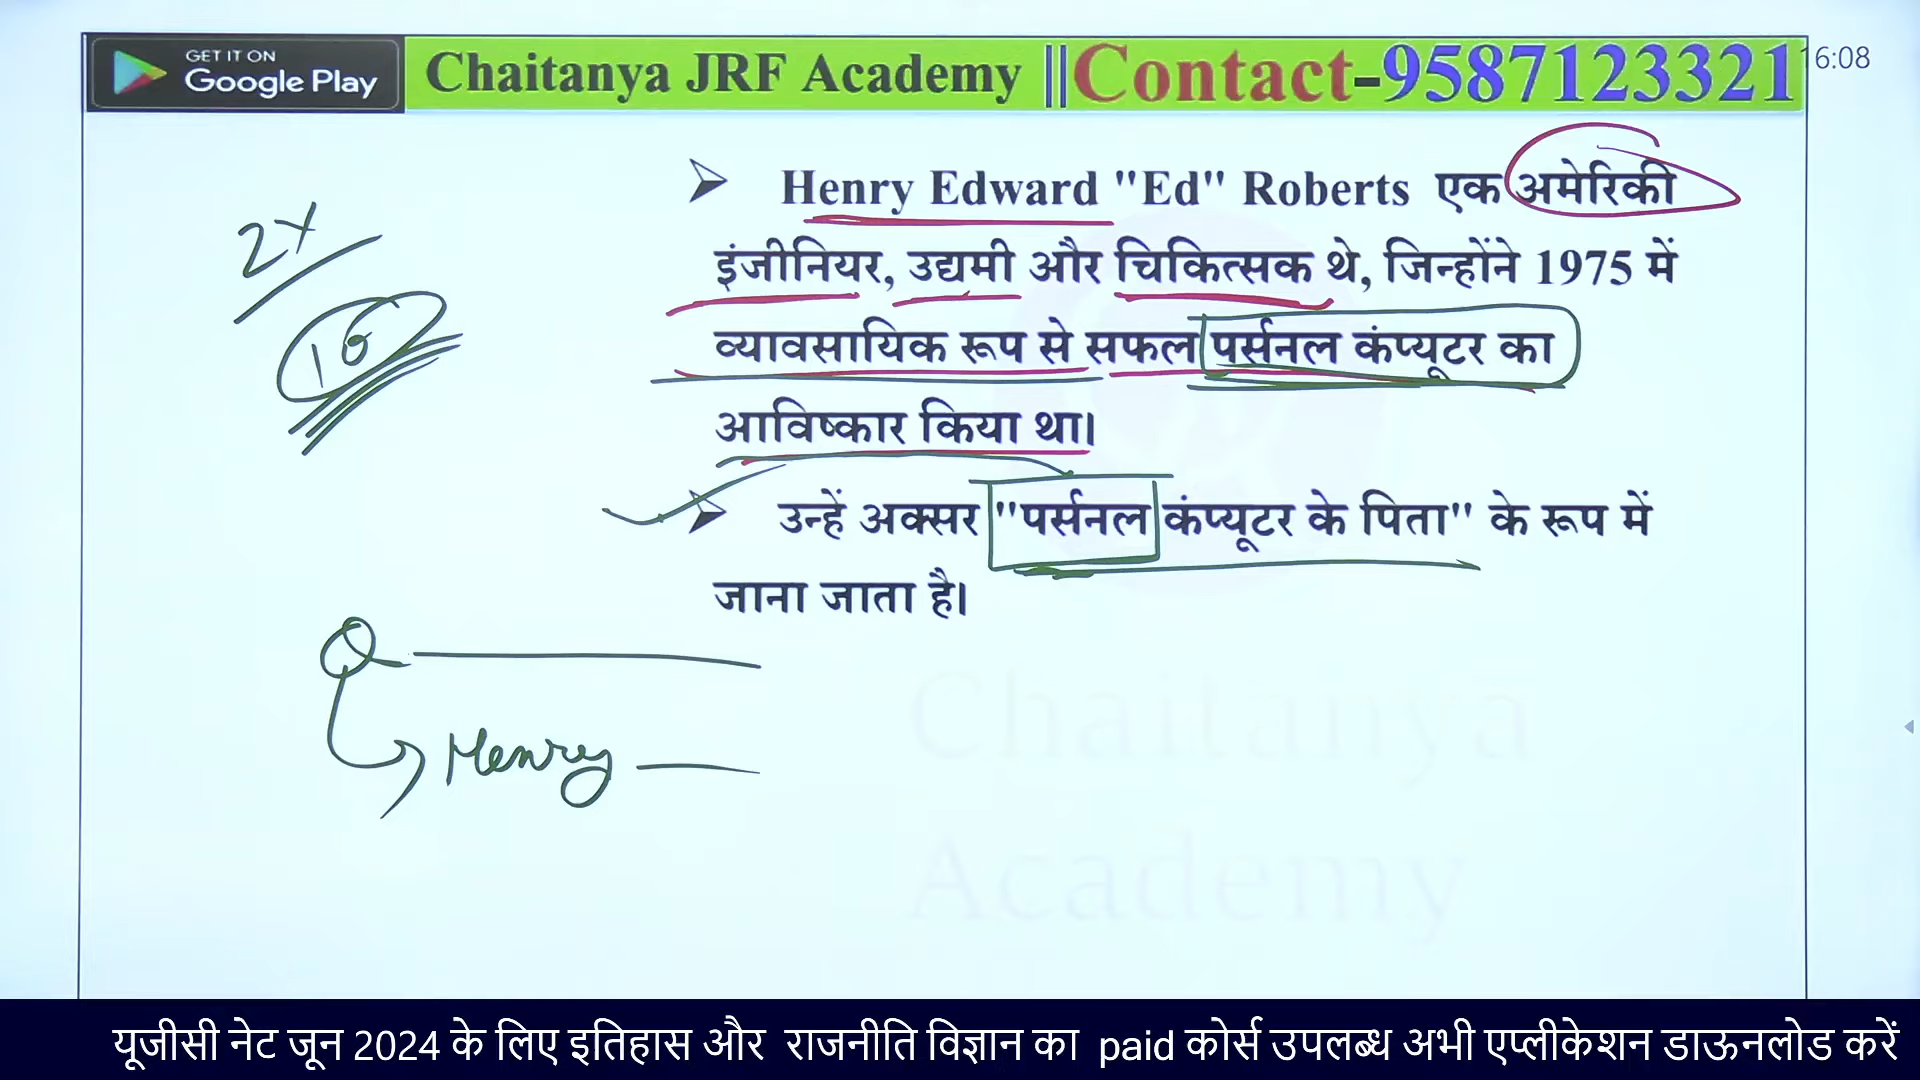 GET IT ON
Google Play
Chaitanya JRF Academy ||Contact-9587123321
16:08
Henry Edward "Ed" Roberts एक अमेरिकी
इंजीनियर, उद्यमी और चिकित्सक थे, जिन्होंने 1975 में
व्यावसायिक रूप से सफल पर्सनल कंप्यूटर का
आविष्कार किया था।
उन्हें अक्सर "पर्सनल कंप्यूटर के पिता" के रूप में
जाना जाता है।
16
Henry
Chaitanya
Academy
यूजीसी नेट जून 2024 के लिए इतिहास और राजनीति विज्ञान का paid कोर्स उपलब्ध अभी एप्लीकेशन डाऊनलोड करें